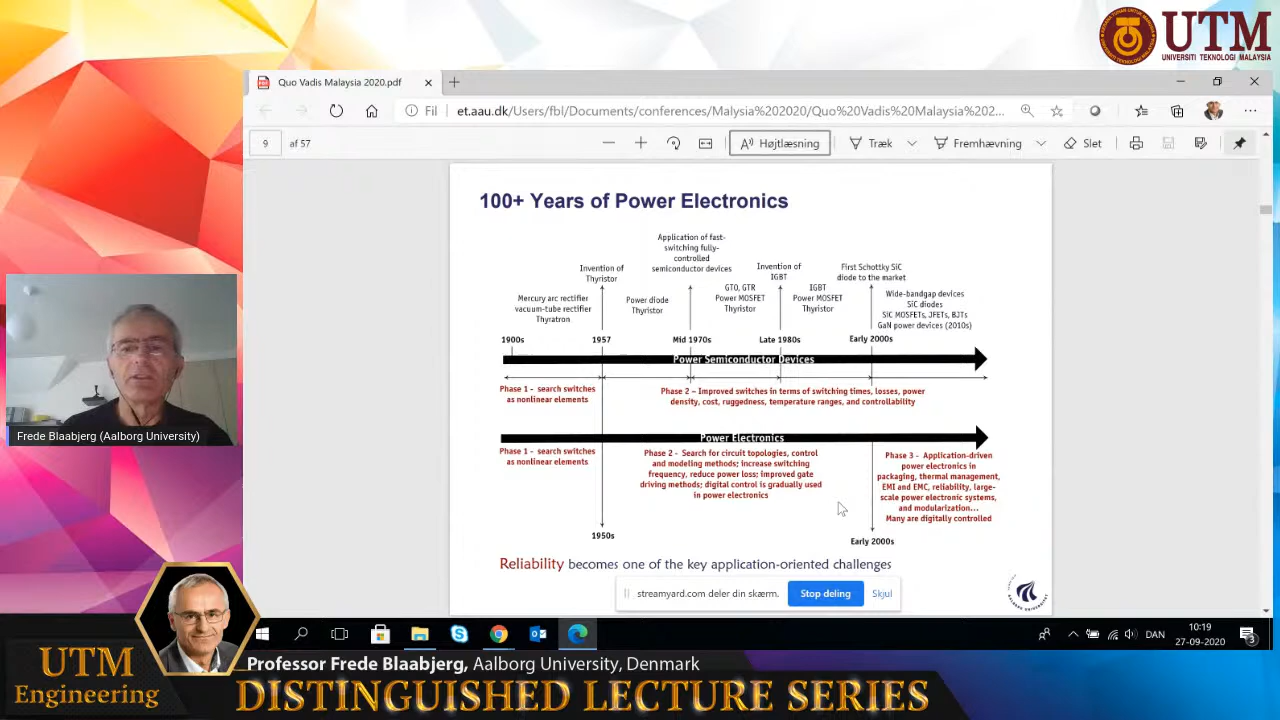 UTM
UNIVERSITI TEKNOLOGI MALAYSIA
Quo Vadis Malaysia 2020.pdf
Fil
et.aau.dk/Users/fbl/Documents/conferences/Malysia%202020/Quo%20Vadis%20Malaysia%202...
9
af 57
Højtlæsning
Træk
Fremhævning
Slet
100+ Years of Power Electronics
Application of fast-
switching fully-
controlled
semiconductor devices
Invention of
Thyristor
Invention of
IGBT
First Schottky SiC
diode to the market
Mercury arc rectifier
vacuum-tube rectifier
Thyratron
Power diode
Thyristor
GTO, GTR
Power MOSFET
Thyristor
IGBT
Power MOSFET
Thyristor
Wide-bandgap devices
SiC diodes
SiC MOSFETs, JFETs, BJTs
GaN power devices (2010s)
1900s
1957
Mid 1970s
Late 1980s
Early 2000s
Power Semiconductor Devices
Phase 1 - search switches
as nonlinear elements
Phase 2 – Improved switches in terms of switching times, losses, power
density, cost, ruggedness, temperature ranges, and controllability
Power Electronics
Phase 1 - search switches
as nonlinear elements
Phase 2 - Search for circuit topologies, control
and modeling methods; increase switching
frequency, reduce power loss; improved gate
driving methods; digital control is gradually used
in power electronics
Phase 3 - Application-driven
power electronics in
packaging, thermal management,
EMI and EMC, reliability, large-
scale power electronic systems,
and modularization...
Many are digitally controlled
1950s
Early 2000s
Reliability becomes one of the key application-oriented challenges
streamyard.com deler din skærm.
Stop deling
Skjul
Frede Blaabjerg (Aalborg University)
DAN
10:19
27-09-2020
3
UTM
Engineering
Professor Frede Blaabjerg, Aalborg University, Denmark
DISTINGUISHED LECTURE SERIES